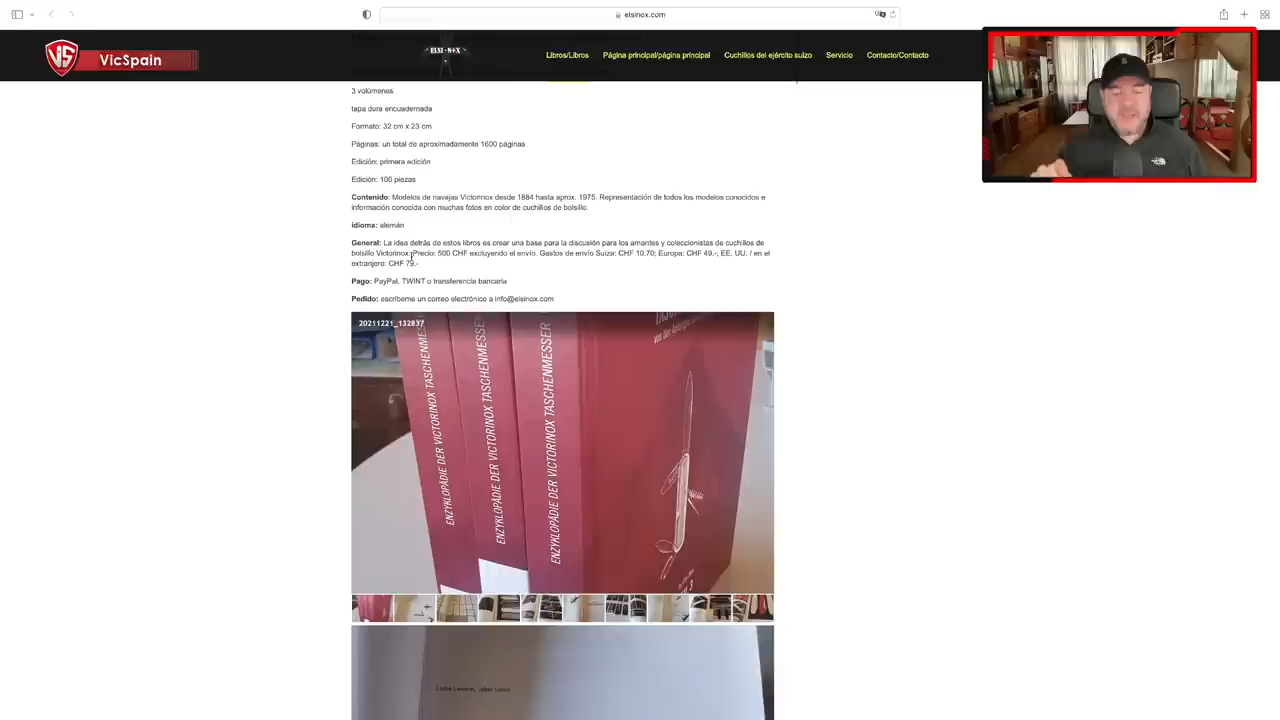 elsinox.com
VS VicSpain
ELSI-NOX
Libros/Libros Página principal/página principal Cuchillos del ejército suizo Servicio Contacto/Contacto
3 volúmenes
tapa dura encuadernada
Formato: 32 cm x 23 cm
Páginas: un total de aproximadamente 1600 páginas
Edición: primera edición
Edición: 100 piezas
Contenido: Modelos de navajas Victorinox desde 1884 hasta aprox. 1975. Representación de todos los modelos conocidos e
información conocida con muchas fotos en color de cuchillos de bolsillo.
idioma: alemán
General: La idea detrás de estos libros es crear una base para la discusión para los amantes y coleccionistas de cuchillos de
bolsillo Victorinox. Precio: 500 CHF excluyendo el envío. Gastos de envío Suiza: CHF 10.70; Europa: CHF 49.-; EE. UU. / en el
extranjero: CHF 79.-
Pago: PayPal, TWINT o transferencia bancaria
Pedido: escríbeme un correo electrónico a info@elsinox.com
20211221_132837
ENZYKLOPÄDIE DER VICTORINOX TASCHENMESSER
ENZYKLOPÄDIE DER VICTORINOX TASCHENMESSER
ENZYKLOPÄDIE DER VICTORINOX TASCHENMESSER
3